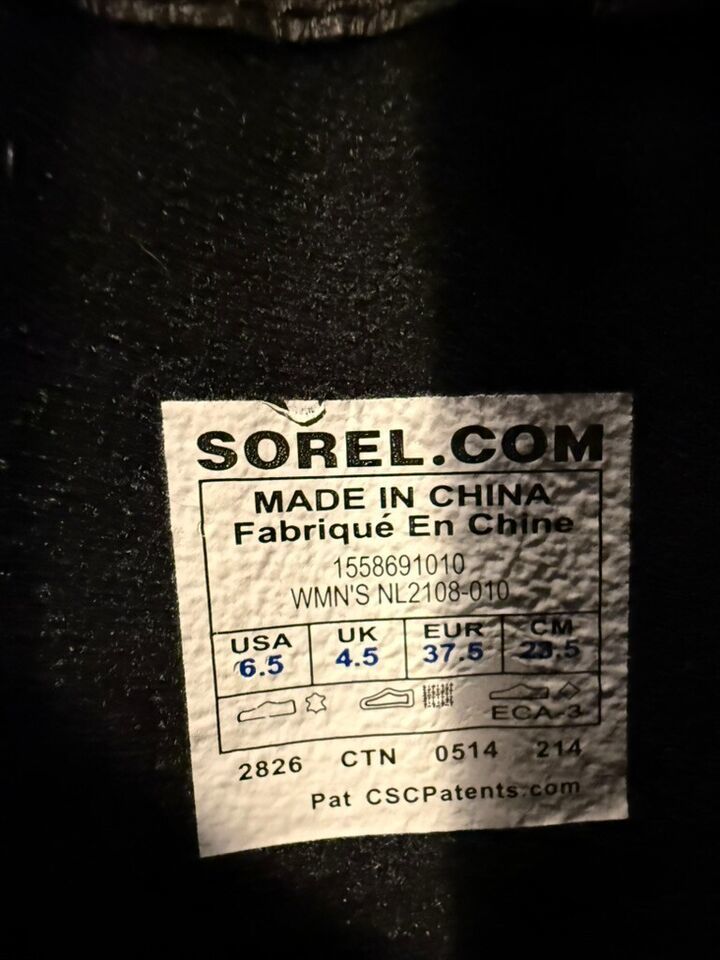 SOREL.COM
MADE IN CHINA
Fabriqué En Chine
1558691010
WMN'S NL2108-010
USA UK EUR CM
6.5 4.5 37.5 23.5
ECA-3
2826 CTN 0514 214
Pat CSCPatents.com